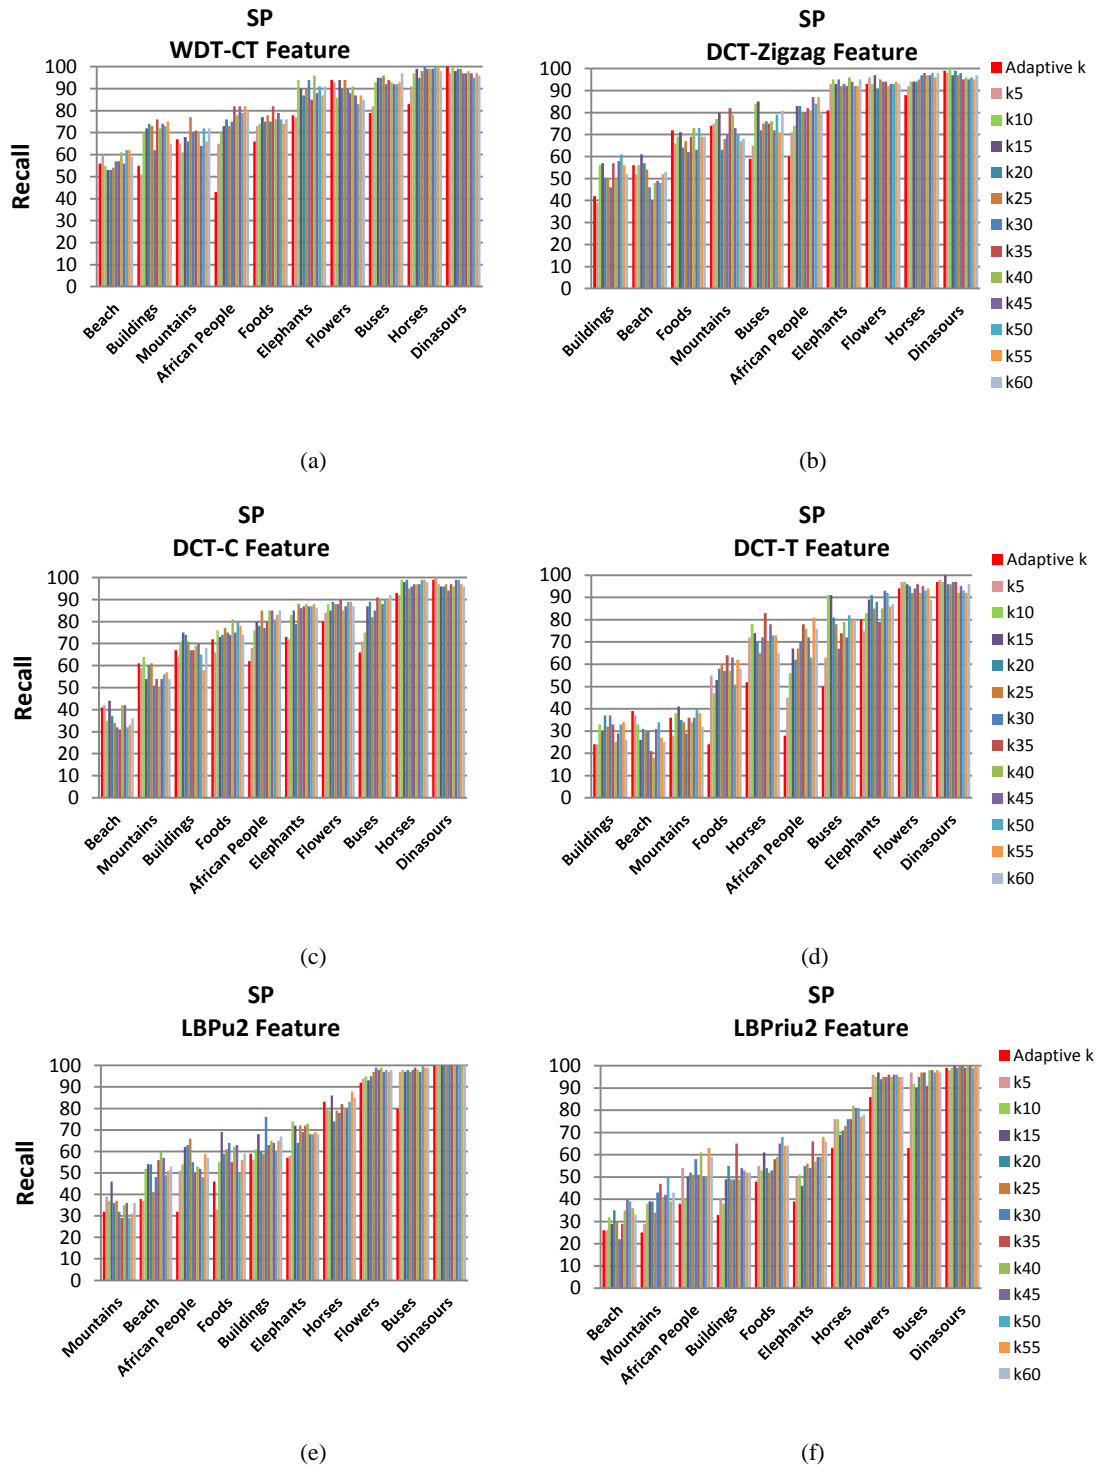 SP
WDT-CT Feature
Recall
100
90
80
70
60
50
40
30
20
10
0
Beach
Buildings
Mountains
African People
Foods
Elephants
Flowers
Buses
Horses
Dinasours
(a)
SP
DCT-Zigzag Feature
100
90
80
70
60
50
40
30
20
10
0
Buildings
Beach
Foods
Mountains
Buses
African People
Elephants
Flowers
Horses
Dinasours
Adaptive k
k5
k10
k15
k20
k25
k30
k35
k40
k45
k50
k55
k60
(b)
SP
DCT-C Feature
Recall
100
90
80
70
60
50
40
30
20
10
0
Beach
Mountains
Buildings
Foods
African People
Elephants
Flowers
Buses
Horses
Dinasours
(c)
SP
DCT-T Feature
100
90
80
70
60
50
40
30
20
10
0
Buildings
Beach
Mountains
Foods
Horses
African People
Buses
Elephants
Flowers
Dinasours
Adaptive k
k5
k10
k15
k20
k25
k30
k35
k40
k45
k50
k55
k60
(d)
SP
LBPu2 Feature
Recall
100
90
80
70
60
50
40
30
20
10
0
Mountains
Beach
African People
Foods
Buildings
Elephants
Horses
Flowers
Buses
Dinasours
(e)
SP
LBPriu2 Feature
100
90
80
70
60
50
40
30
20
10
0
Beach
Mountains
African People
Buildings
Foods
Elephants
Horses
Flowers
Buses
Dinasours
Adaptive k
k5
k10
k15
k20
k25
k30
k35
k40
k45
k50
k55
k60
(f)